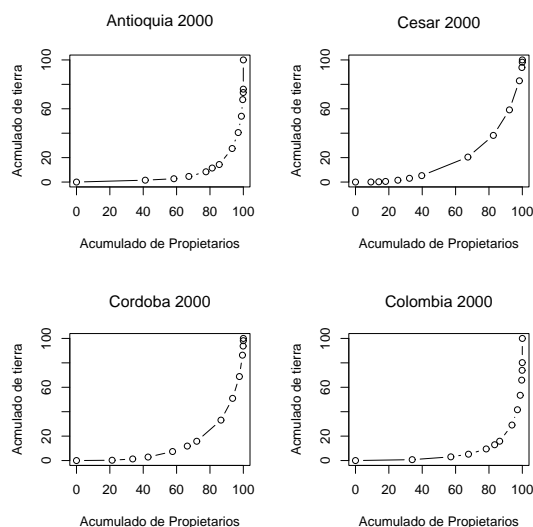 Antioquia 2000
Acmulado de tierra
0 20 60 100
0 20 40 60 80 100
Acumulado de Propietarios
Cesar 2000
Acmulado de tierra
0 20 60 100
0 20 40 60 80 100
Acumulado de Propietarios
Cordoba 2000
Acmulado de tierra
0 20 60 100
0 20 40 60 80 100
Acumulado de Propietarios
Colombia 2000
Acmulado de tierra
0 20 60 100
0 20 40 60 80 100
Acumulado de Propietarios